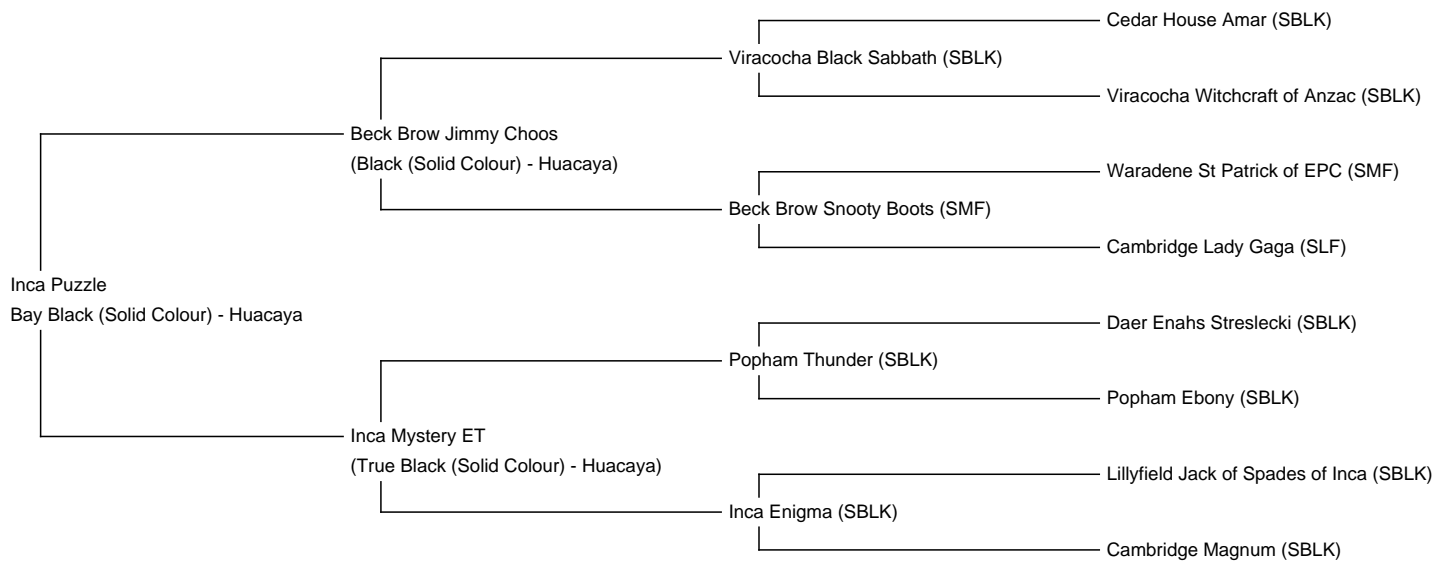 Cedar House Amar (SBLK)
Viracocha Black Sabbath (SBLK)
Viracocha Witchcraft of Anzac (SBLK)
Beck Brow Jimmy Choos
(Black (Solid Colour) - Huacaya)
Waradene St Patrick of EPC (SMF)
Beck Brow Snooty Boots (SMF)
Cambridge Lady Gaga (SLF)
Inca Puzzle
Bay Black (Solid Colour) - Huacaya
Daer Enahs Streslecki (SBLK)
Popham Thunder (SBLK)
Popham Ebony (SBLK)
Inca Mystery ET
(True Black (Solid Colour) - Huacaya)
Lillyfield Jack of Spades of Inca (SBLK)
Inca Enigma (SBLK)
Cambridge Magnum (SBLK)